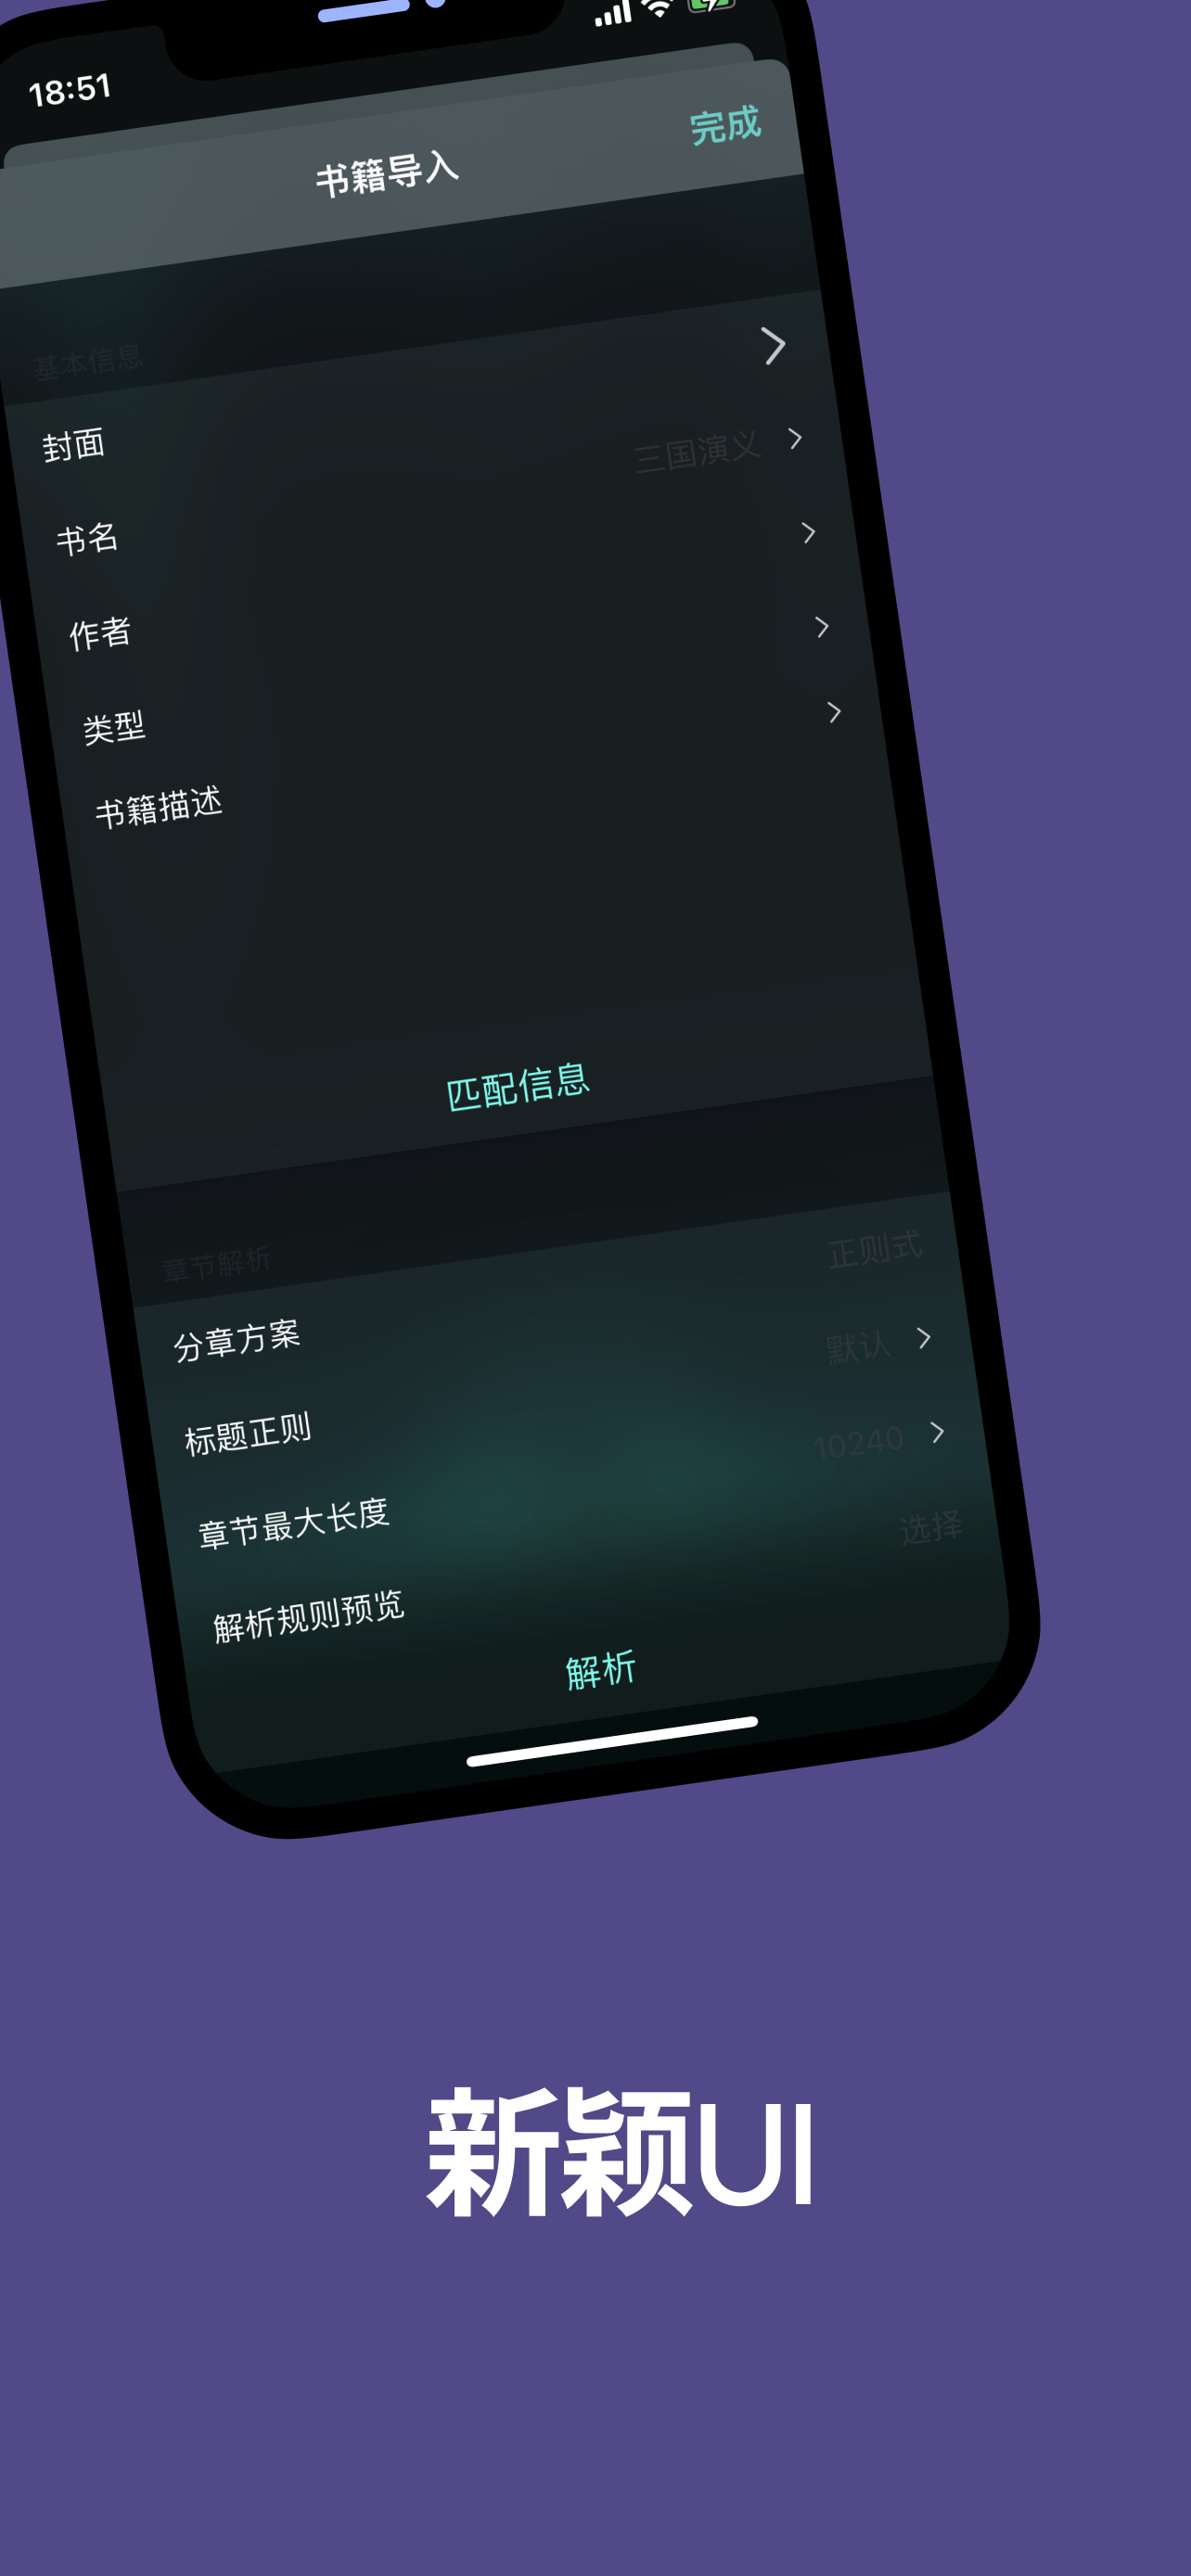 18:51
书籍导入
完成
基本信息
封面
书名
三国演义
作者
类型
书籍描述
匹配信息
章节解析
分章方案
正则式
标题正则
默认
章节最大长度
10240
解析规则预览
选择
解析
新颖UI